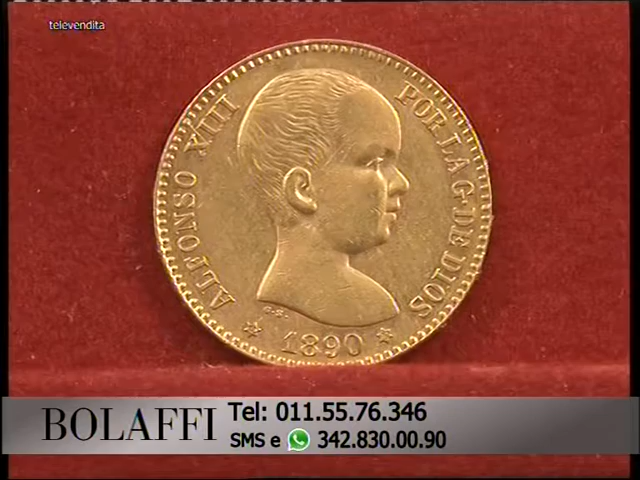 televendita
ALFONSO XIII POR LA G. DE DIOS
G.S.
* 1890 *
BOLAFFI
Tel: 011.55.76.346
SMS e 342.830.00.90